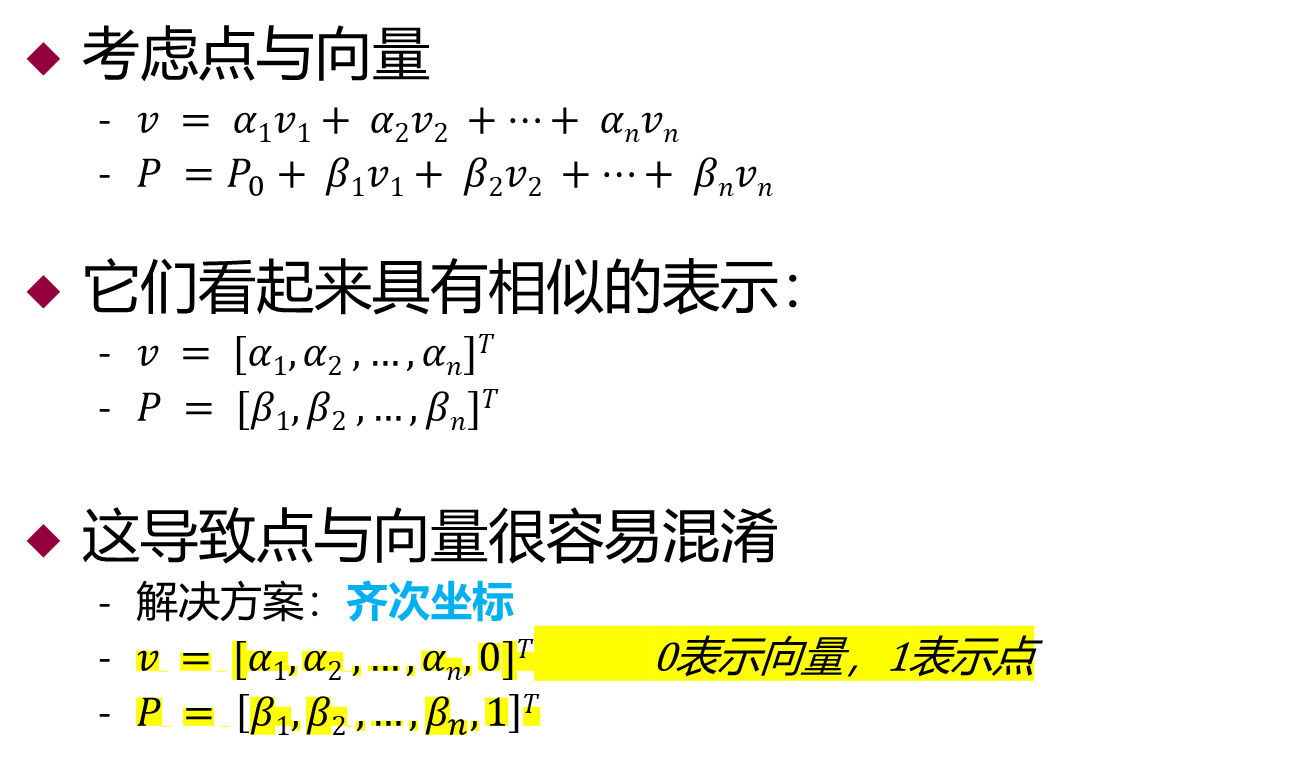 ◆ 考虑点与向量
- v = α₁v₁ + α₂v₂ + ⋯ + αₙvₙ
- P = P₀ + β₁v₁ + β₂v₂ + ⋯ + βₙvₙ
◆ 它们看起来具有相似的表示：
- v = [α₁, α₂ , … , αₙ]ᵀ
- P = [β₁, β₂ , … , βₙ]ᵀ
◆ 这导致点与向量很容易混淆
- 解决方案：齐次坐标
- v = [α₁, α₂ , … , αₙ, 0]ᵀ 0表示向量，1表示点
- P = [β₁, β₂ , … , βₙ, 1]ᵀ